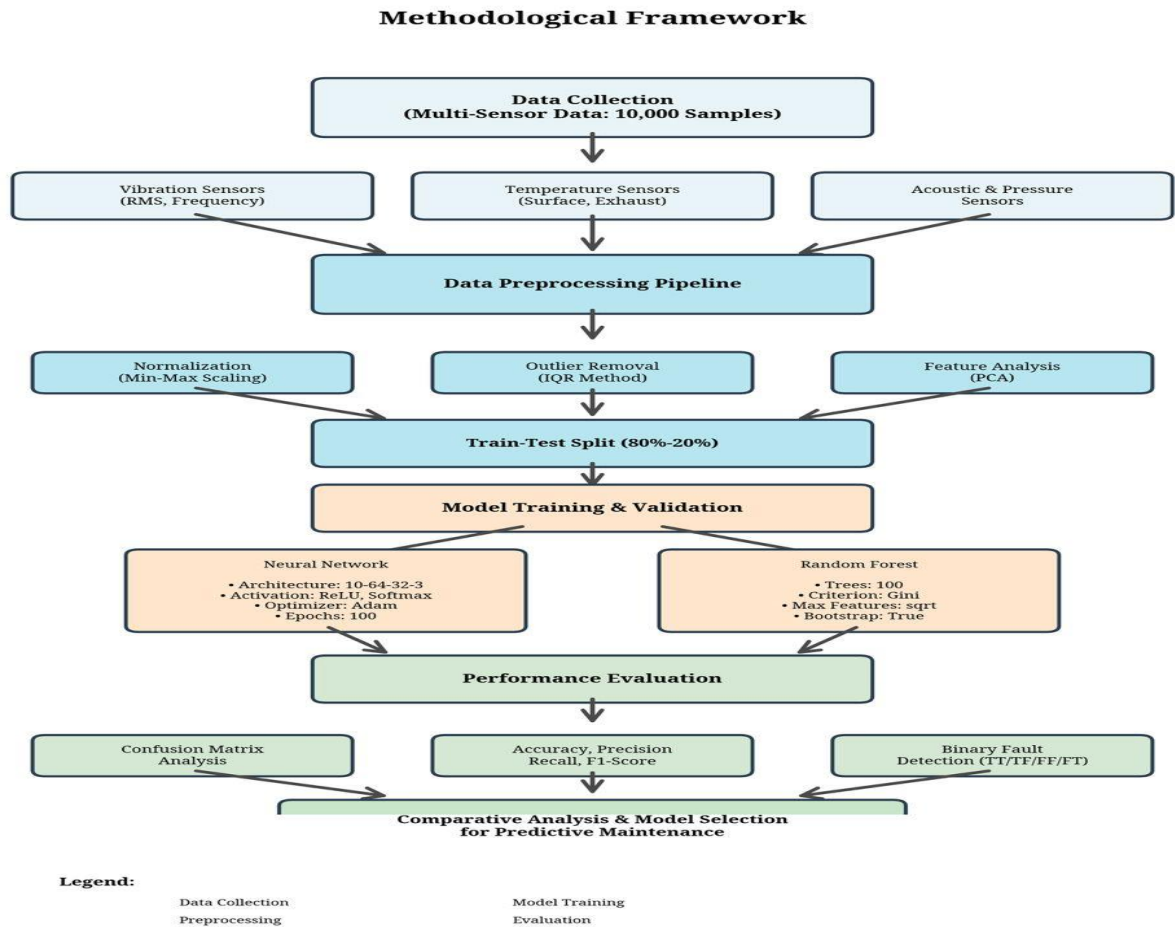 Methodological Framework
Data Collection
(Multi-Sensor Data: 10,000 Samples)
Vibration Sensors
(RMS, Frequency)
Temperature Sensors
(Surface, Exhaust)
Acoustic & Pressure
Sensors
Data Preprocessing Pipeline
Normalization
(Min-Max Scaling)
Outlier Removal
(IQR Method)
Feature Analysis
(PCA)
Train-Test Split (80%-20%)
Model Training & Validation
Neural Network
• Architecture: 10-64-32-3
• Activation: ReLU, Softmax
• Optimizer: Adam
• Epochs: 100
Random Forest
• Trees: 100
• Criterion: Gini
• Max Features: sqrt
• Bootstrap: True
Performance Evaluation
Confusion Matrix
Analysis
Accuracy, Precision
Recall, F1-Score
Binary Fault
Detection (TT/TF/FF/FT)
Comparative Analysis & Model Selection
for Predictive Maintenance
Legend:
Data Collection
Preprocessing
Model Training
Evaluation